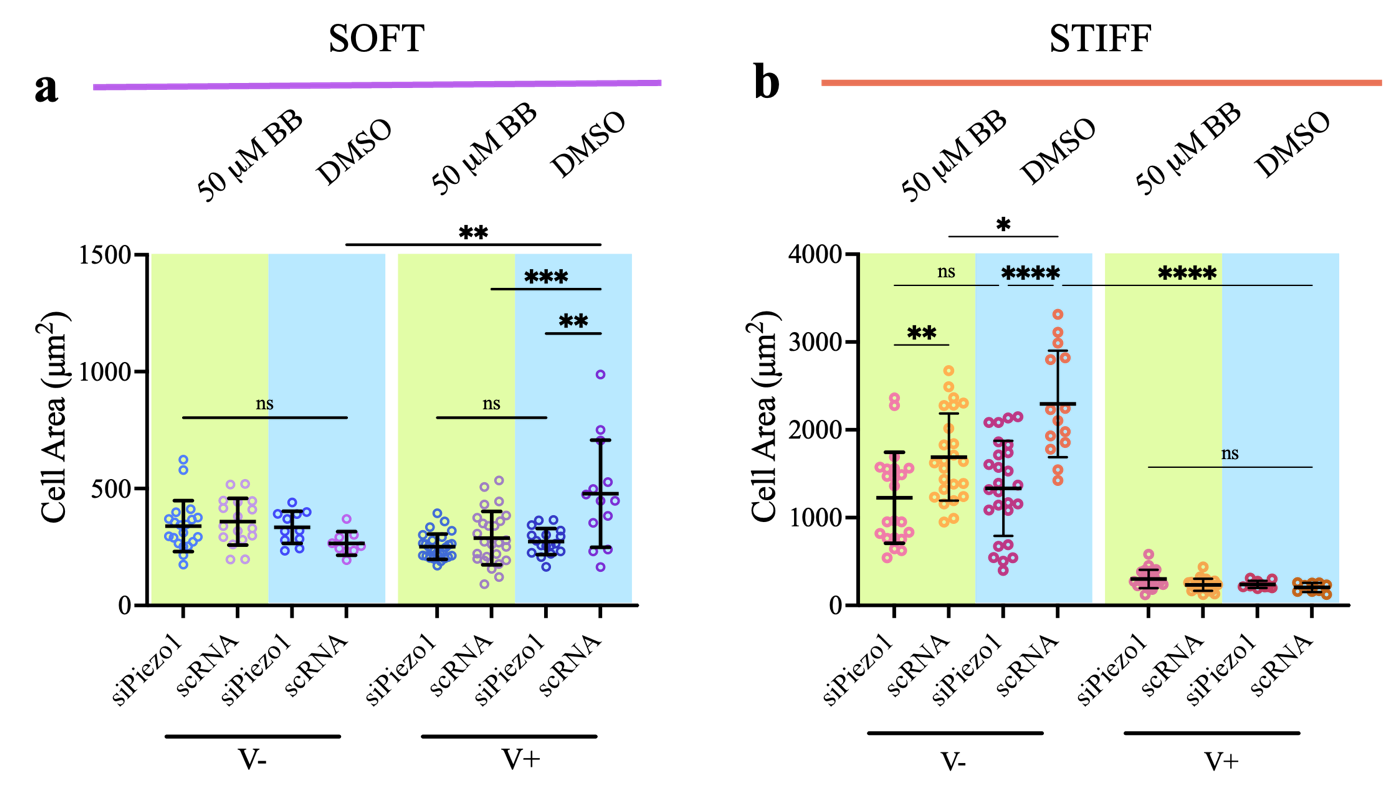 SOFT
a
50 μM BB
DMSO
50 μM BB
DMSO
**
***
**
ns
ns
Cell Area (μm²)
1500
1000
500
0
siPiezo1
scRNA
siPiezo1
scRNA
siPiezo1
scRNA
siPiezo1
scRNA
V-
V+
STIFF
b
50 μM BB
DMSO
50 μM BB
DMSO
*
ns
****
****
**
ns
Cell Area (μm²)
4000
3000
2000
1000
0
siPiezo1
scRNA
siPiezo1
scRNA
siPiezo1
scRNA
siPiezo1
scRNA
V-
V+